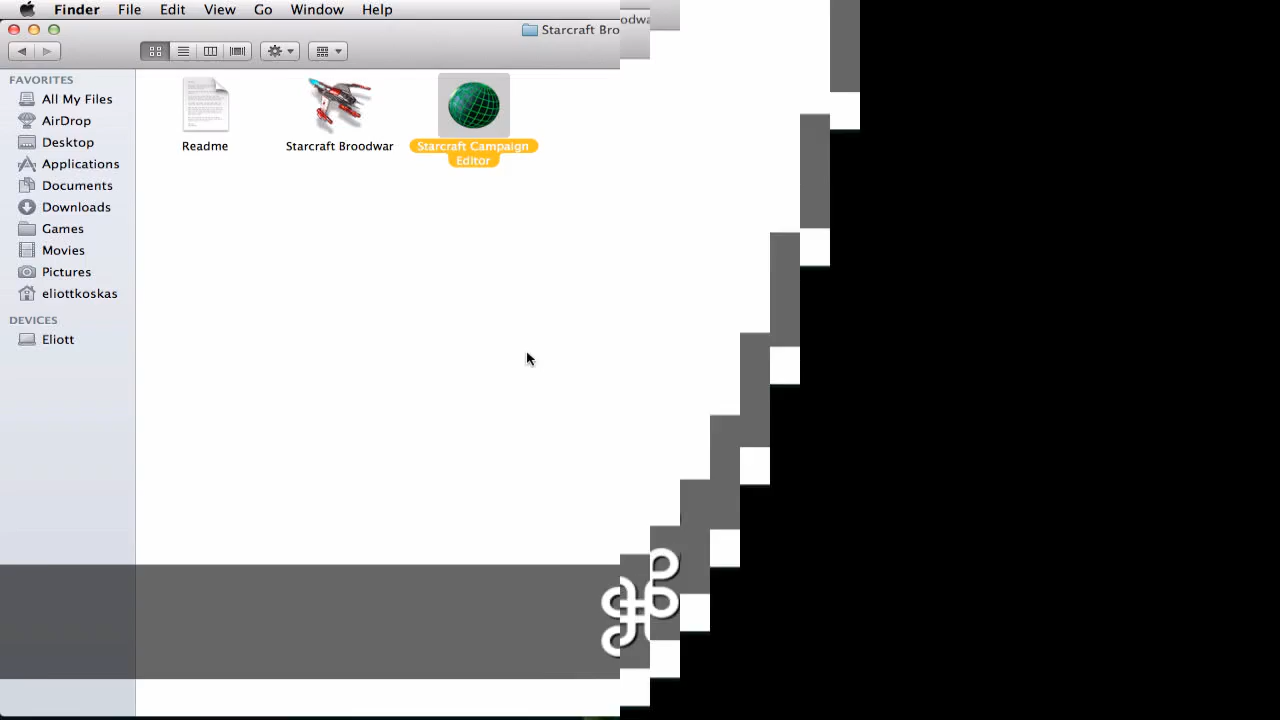 Finder File Edit View Go Window Help
Starcraft Bro
FAVORITES
All My Files
AirDrop
Desktop
Applications
Documents
Downloads
Games
Movies
Pictures
eliottkoskas
DEVICES
Eliott
Readme
Starcraft Broodwar
Starcraft Campaign
Editor
⌘